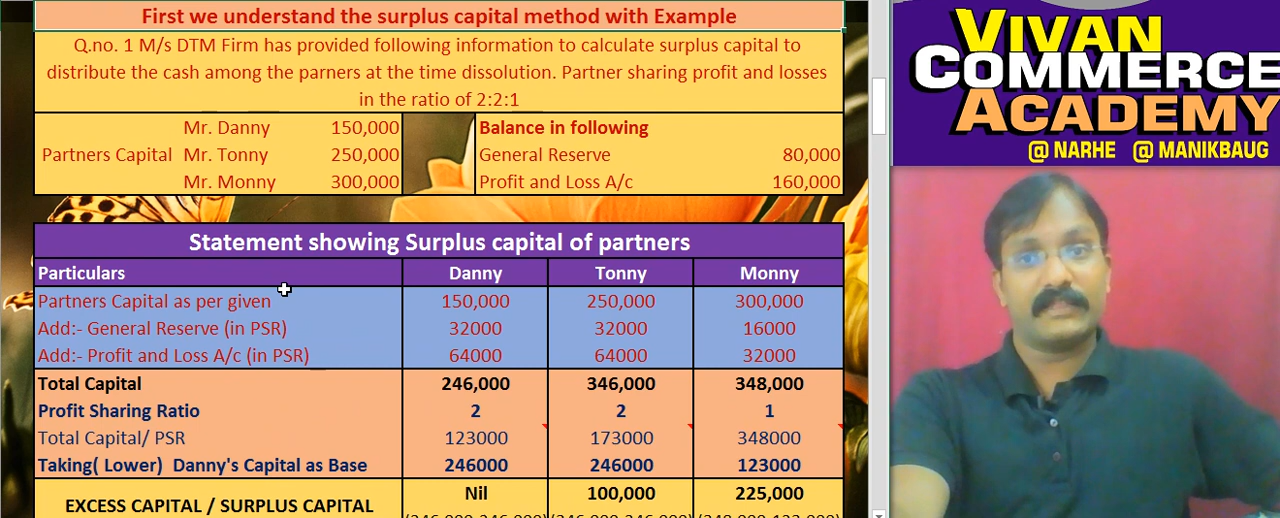 First we understand the surplus capital method with Example
Q.no. 1 M/s DTM Firm has provided following information to calculate surplus capital to
distribute the cash among the parners at the time dissolution. Partner sharing profit and losses
in the ratio of 2:2:1
Mr. Danny 150,000 Balance in following
Partners Capital Mr. Tonny 250,000 General Reserve 80,000
Mr. Monny 300,000 Profit and Loss A/c 160,000
Statement showing Surplus capital of partners
Particulars Danny Tonny Monny
Partners Capital as per given 150,000 250,000 300,000
Add:- General Reserve (in PSR) 32000 32000 16000
Add:- Profit and Loss A/c (in PSR) 64000 64000 32000
Total Capital 246,000 346,000 348,000
Profit Sharing Ratio 2 2 1
Total Capital/ PSR 123000 173000 348000
Taking( Lower) Danny's Capital as Base 246000 246000 123000
EXCESS CAPITAL / SURPLUS CAPITAL Nil 100,000 225,000
VIVAN
COMMERCE
ACADEMY
@ NARHE @ MANIKBAUG